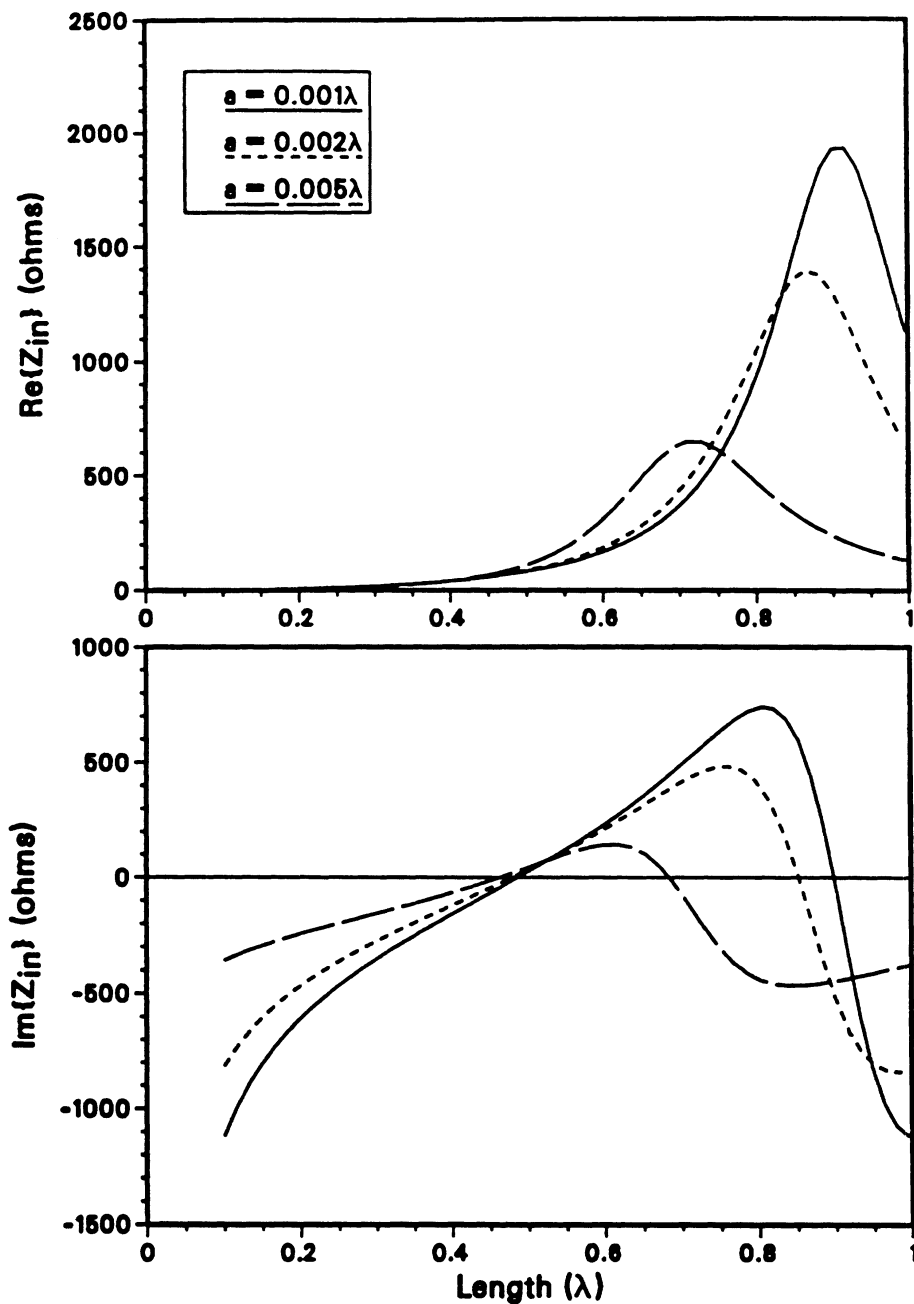 2500
2000
1500
1000
500
0
Re{Zin} (ohms)
a = 0.001λ
a = 0.002λ
a = 0.005λ
0 0.2 0.4 0.6 0.8 1
1000
500
0
-500
-1000
-1500
Im{Zin} (ohms)
0 0.2 0.4 0.6 0.8 1
Length (λ)